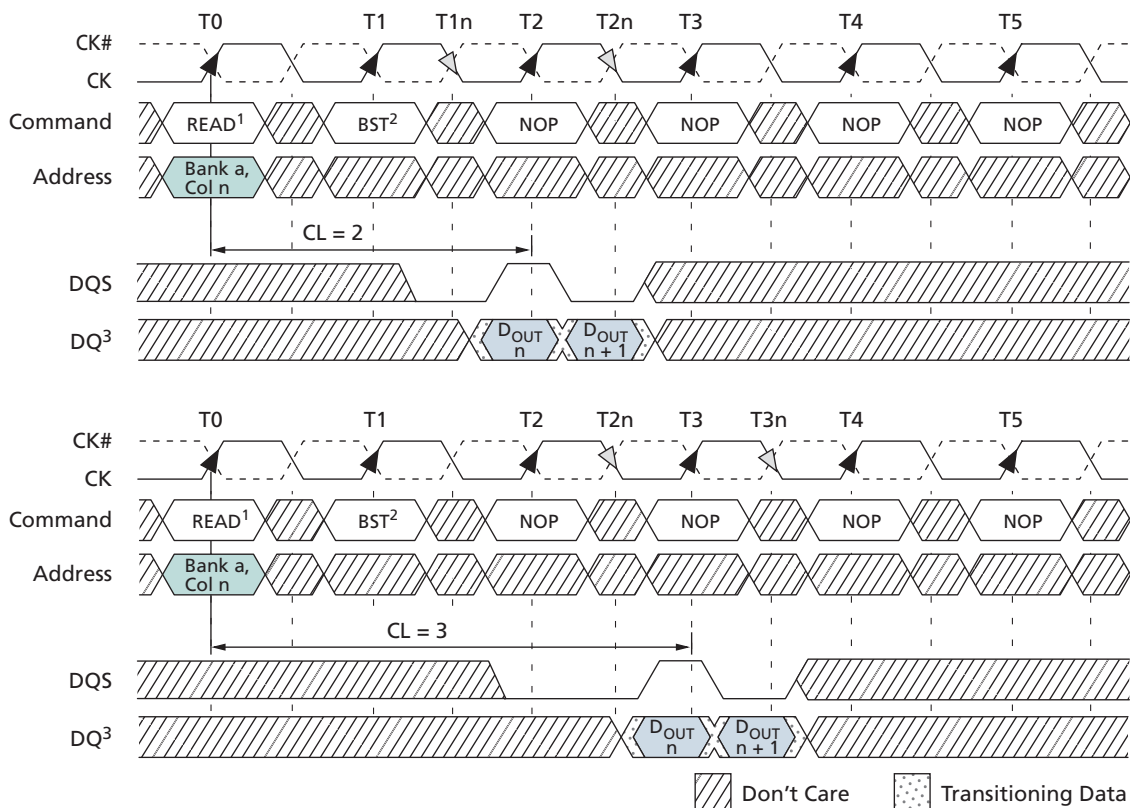 T0 T1 T1n T2 T2n T3 T4 T5
CK#
CK
Command READ1 BST2 NOP NOP NOP NOP
Address Bank a,
Col n
CL = 2
DQS
DQ3 DOUT
n DOUT
n + 1
T0 T1 T2 T2n T3 T3n T4 T5
CK#
CK
Command READ1 BST2 NOP NOP NOP NOP
Address Bank a,
Col n
CL = 3
DQS
DQ3 DOUT
n DOUT
n + 1
Don't Care Transitioning Data